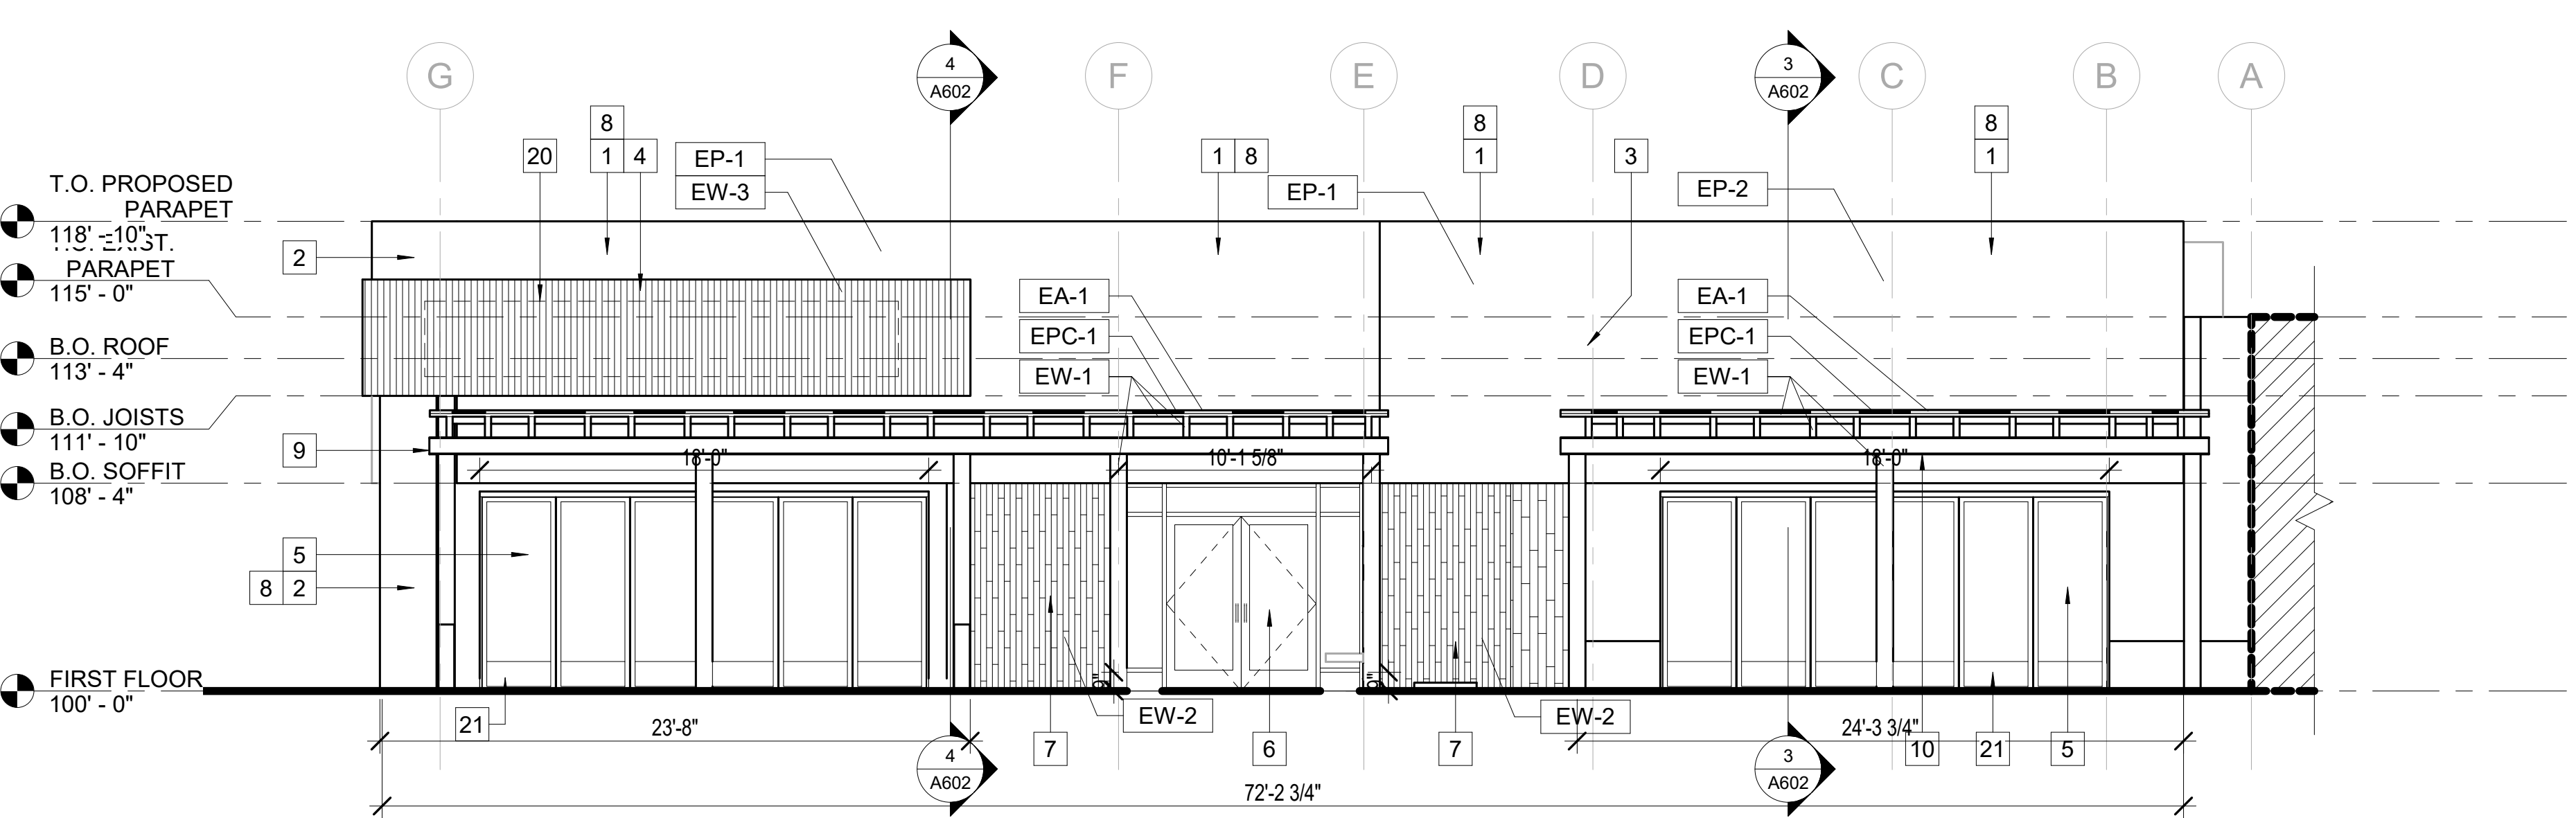 G
4
A602
F
E
D
3
A602
C
B
A
8
20
1 4
EP-1
EW-3
1 8
EP-1
8
1
3
EP-2
8
1
T.O. PROPOSED
PARAPET
118' - 10"
T.O. EXIST.
PARAPET
115' - 0"
2
EA-1
EPC-1
EW-1
EA-1
EPC-1
EW-1
B.O. ROOF
113' - 4"
B.O. JOISTS
111' - 10"
9
B.O. SOFFIT
108' - 4"
18'-0"
10'-1 5/8"
18'-0"
5
8 2
FIRST FLOOR
100' - 0"
9"
9"
21
23'-8"
EW-2
EW-2
24'-3 3/4"
7
6
7
10
21
5
4
A602
3
A602
72'-2 3/4"